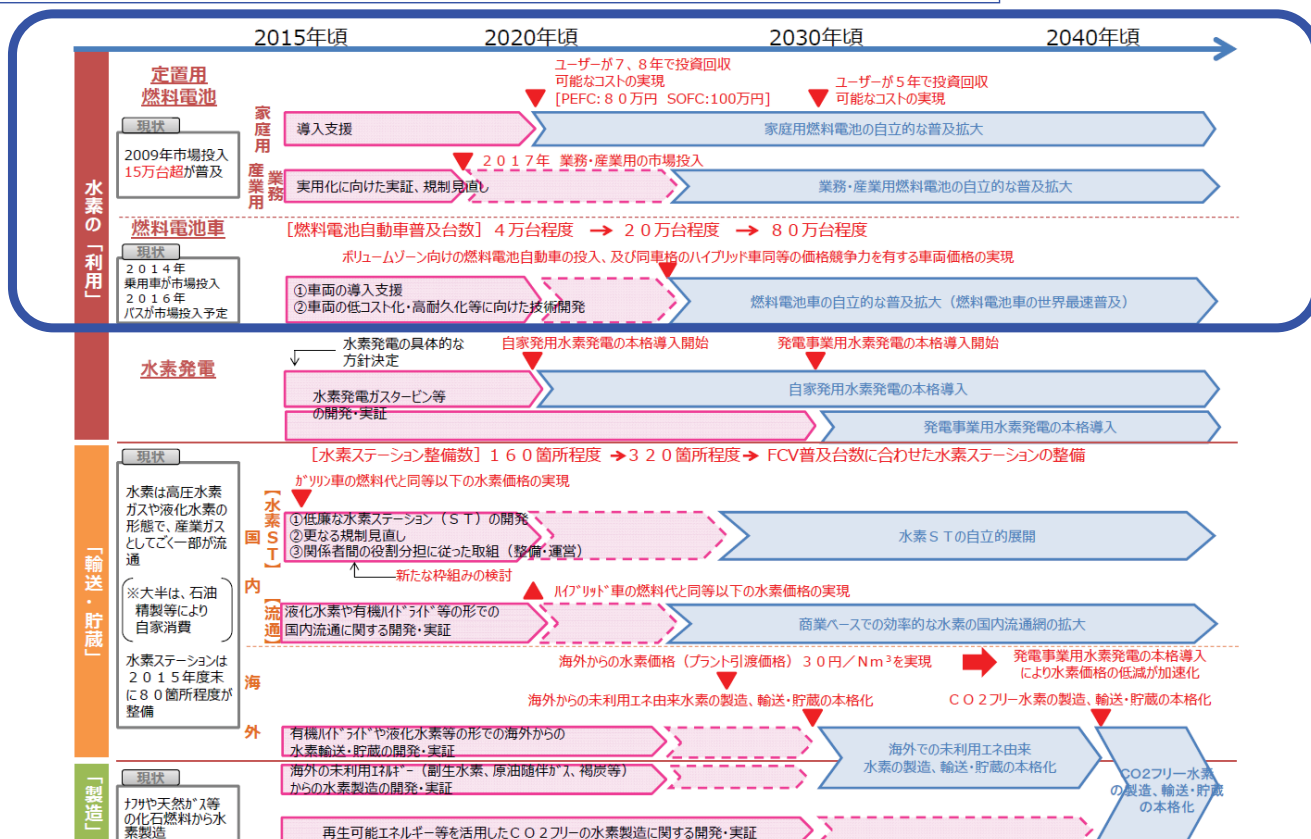 2015年頃
2020年頃
2030年頃
2040年頃
水素の「利用」
定置用
燃料電池
現状
2009年市場投入
15万台超が普及
家庭用
業務・産業用
ユーザーが７、８年で投資回収
可能なコストの実現
[PEFC:８０万円 SOFC:100万円]
ユーザーが５年で投資回収
可能なコストの実現
導入支援
家庭用燃料電池の自立的な普及拡大
２０１７年 業務・産業用の市場投入
実用化に向けた実証、規制見直し
業務・産業用燃料電池の自立的な普及拡大
燃料電池車
現状
２０１４年
乗用車が市場投入
２０１６年
バスが市場投入予定
［燃料電池自動車普及台数］４万台程度 → ２０万台程度 → ８０万台程度
ボリュームゾーン向けの燃料電池自動車の投入、及び同車格のハイブリッド車同等の価格競争力を有する車両価格の実現
①車両の導入支援
②車両の低コスト化・高耐久化等に向けた技術開発
燃料電池車の自立的な普及拡大（燃料電池車の世界最速普及）
水素発電
水素発電の具体的な
方針決定
自家発用水素発電の本格導入開始
発電事業用水素発電の本格導入開始
水素発電ガスタービン等
の開発・実証
自家発用水素発電の本格導入
発電事業用水素発電の本格導入
「輸送・貯蔵」
現状
水素は高圧水素
ガスや液化水素の
形態で、産業ガス
としてごく一部が流
通
※大半は、石油
精製等により
自家消費
水素ステーションは
２０１５年度末
に８０箇所程度が
整備
国内
【水素ＳＴ】
［水素ステーション整備数］１６０箇所程度 →３２０箇所程度→ FCV普及台数に合わせた水素ステーションの整備
ｶﾞｿﾘﾝ車の燃料代と同等以下の水素価格の実現
①低廉な水素ステーション（ＳＴ）の開発
②更なる規制見直し
③関係者間の役割分担に従った取組（整備・運営）
水素ＳＴの自立的展開
新たな枠組みの検討
【流通】
ﾊｲﾌﾞﾘｯﾄﾞ車の燃料代と同等以下の水素価格の実現
液化水素や有機ﾊｲﾄﾞﾗｲﾄﾞ等の形での
国内流通に関する開発・実証
商業ベースでの効率的な水素の国内流通網の拡大
海外
海外からの水素価格（プラント引渡価格）３０円／Nm³を実現
発電事業用水素発電の本格導入
により水素価格の低減が加速化
海外からの未利用エネ由来水素の製造、輸送・貯蔵の本格化
ＣＯ２フリー水素の製造、輸送・貯蔵の本格化
有機ﾊｲﾄﾞﾗｲﾄﾞや液化水素等の形での海外からの
水素輸送・貯蔵の開発・実証
海外での未利用エネ由来
水素の製造、輸送・貯蔵の本格化
「製造」
現状
ﾅﾌｻや天然ｶﾞｽ等
の化石燃料から水
素製造
海外の未利用ｴﾈﾙｷﾞｰ（副生水素、原油随伴ｶﾞｽ、褐炭等）
からの水素製造の開発・実証
CO2フリー水素
の製造、輸送・貯蔵
の本格化
再生可能エネルギー等を活用したＣＯ２フリーの水素製造に関する開発・実証